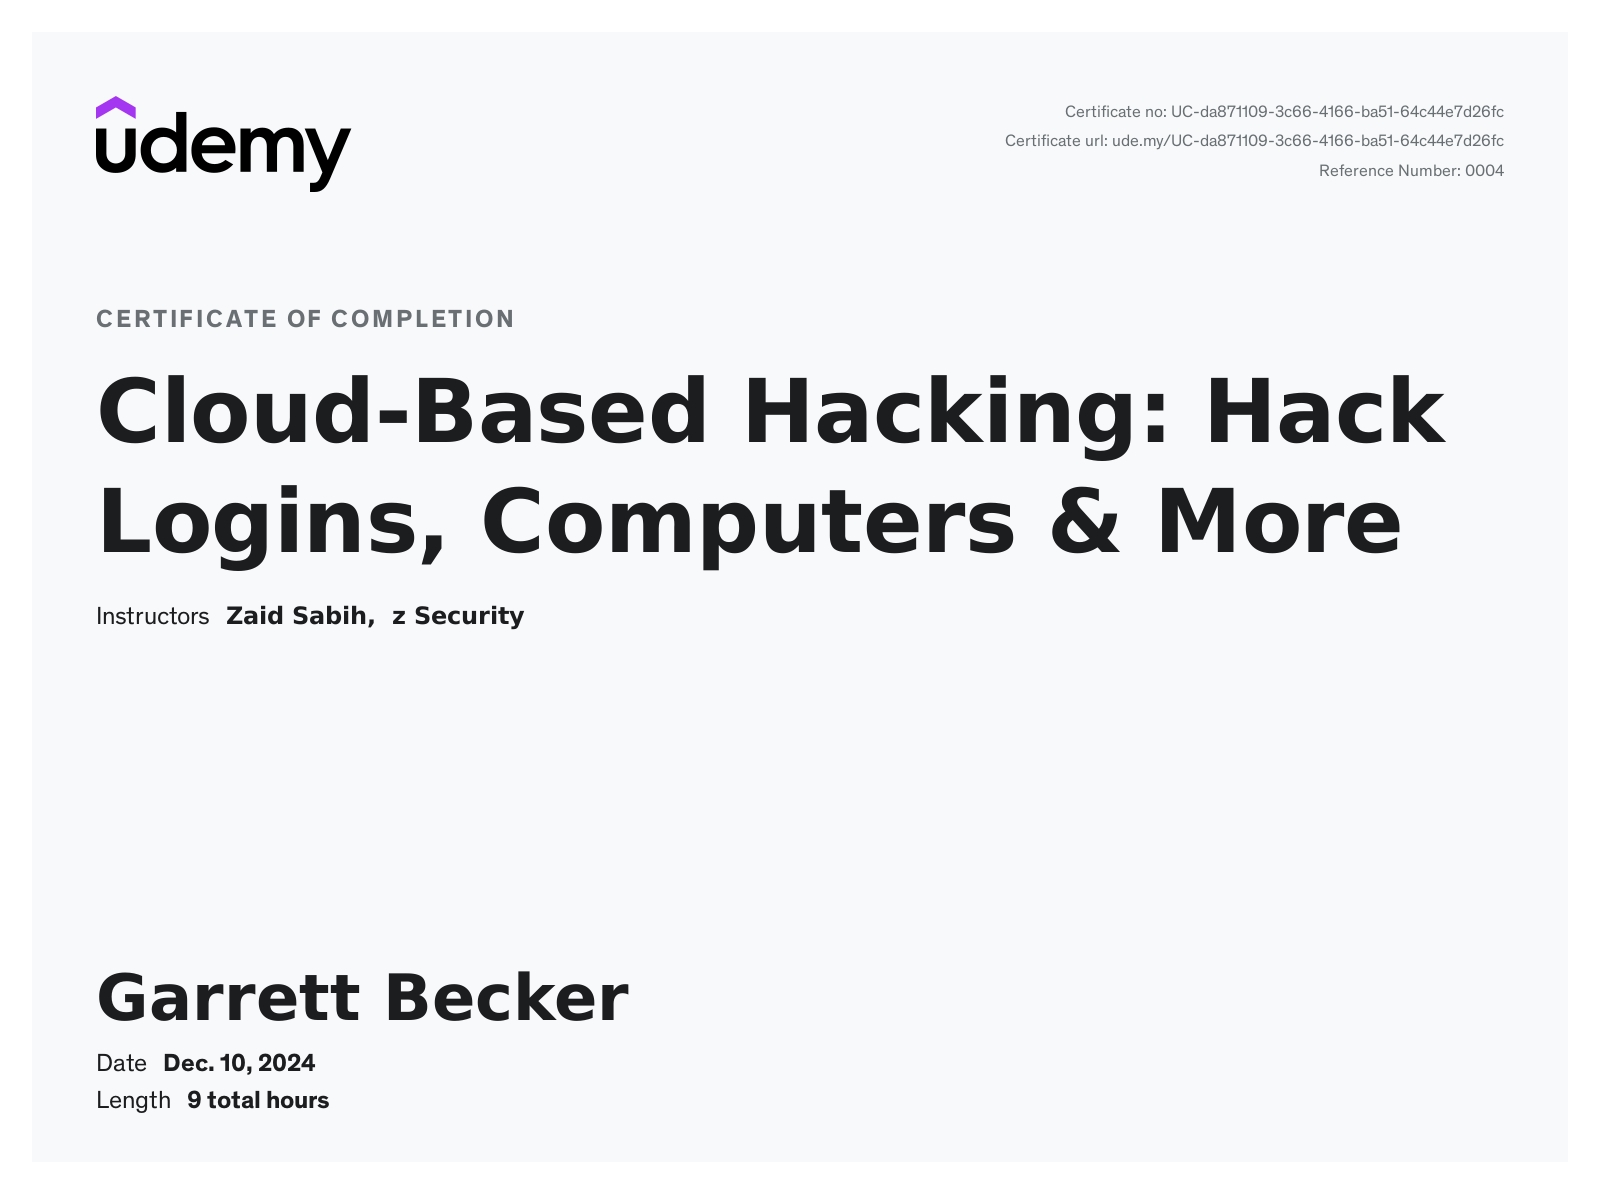 udemy
Certificate no: UC-da871109-3c66-4166-ba51-64c44e7d26fc
Certificate url: ude.my/UC-da871109-3c66-4166-ba51-64c44e7d26fc
Reference Number: 0004
CERTIFICATE OF COMPLETION
Cloud-Based Hacking: Hack
Logins, Computers & More
Instructors Zaid Sabih, z Security
Garrett Becker
Date Dec. 10, 2024
Length 9 total hours